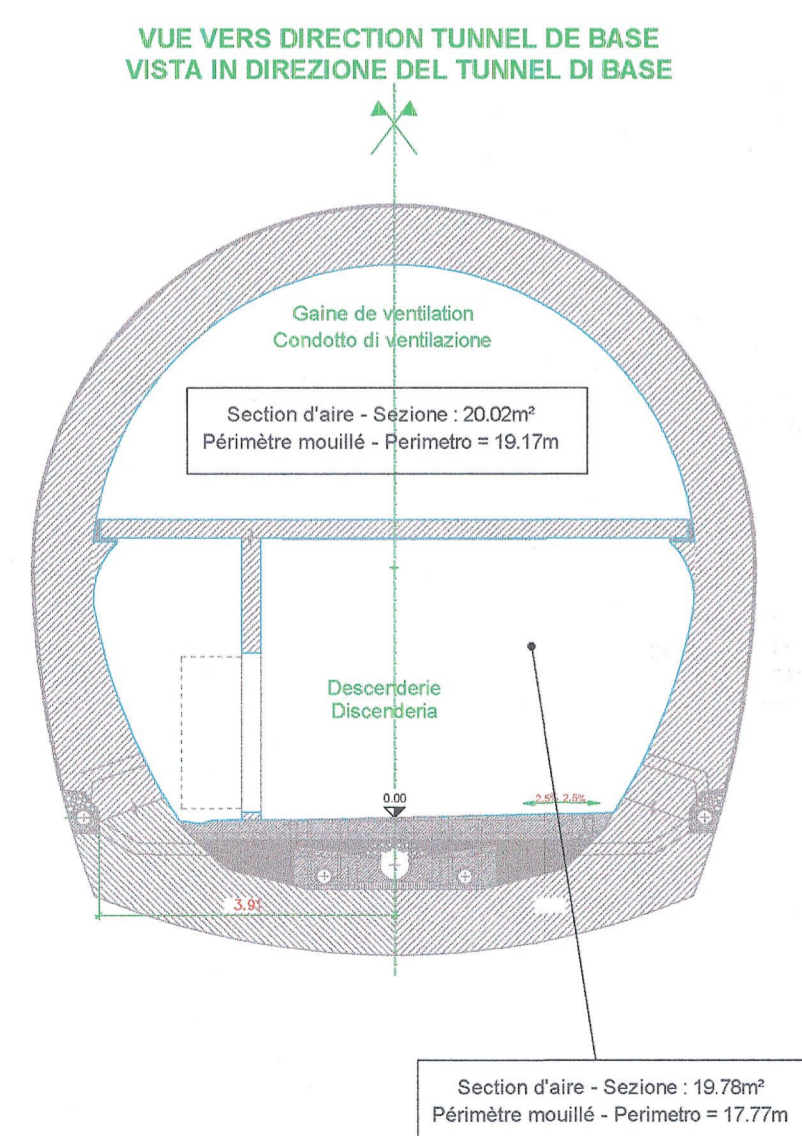 VUE VERS DIRECTION TUNNEL DE BASE
VISTA IN DIREZIONE DEL TUNNEL DI BASE
Gaine de ventilation
Condotto di ventilazione
Section d'aire - Sezione : 20.02m²
Périmètre mouillé - Perimetro = 19.17m
Descenderie
Discenderia
0.00
2.5% 2.5%
Section d'aire - Sezione : 19.78m²
Périmètre mouillé - Perimetro = 17.77m